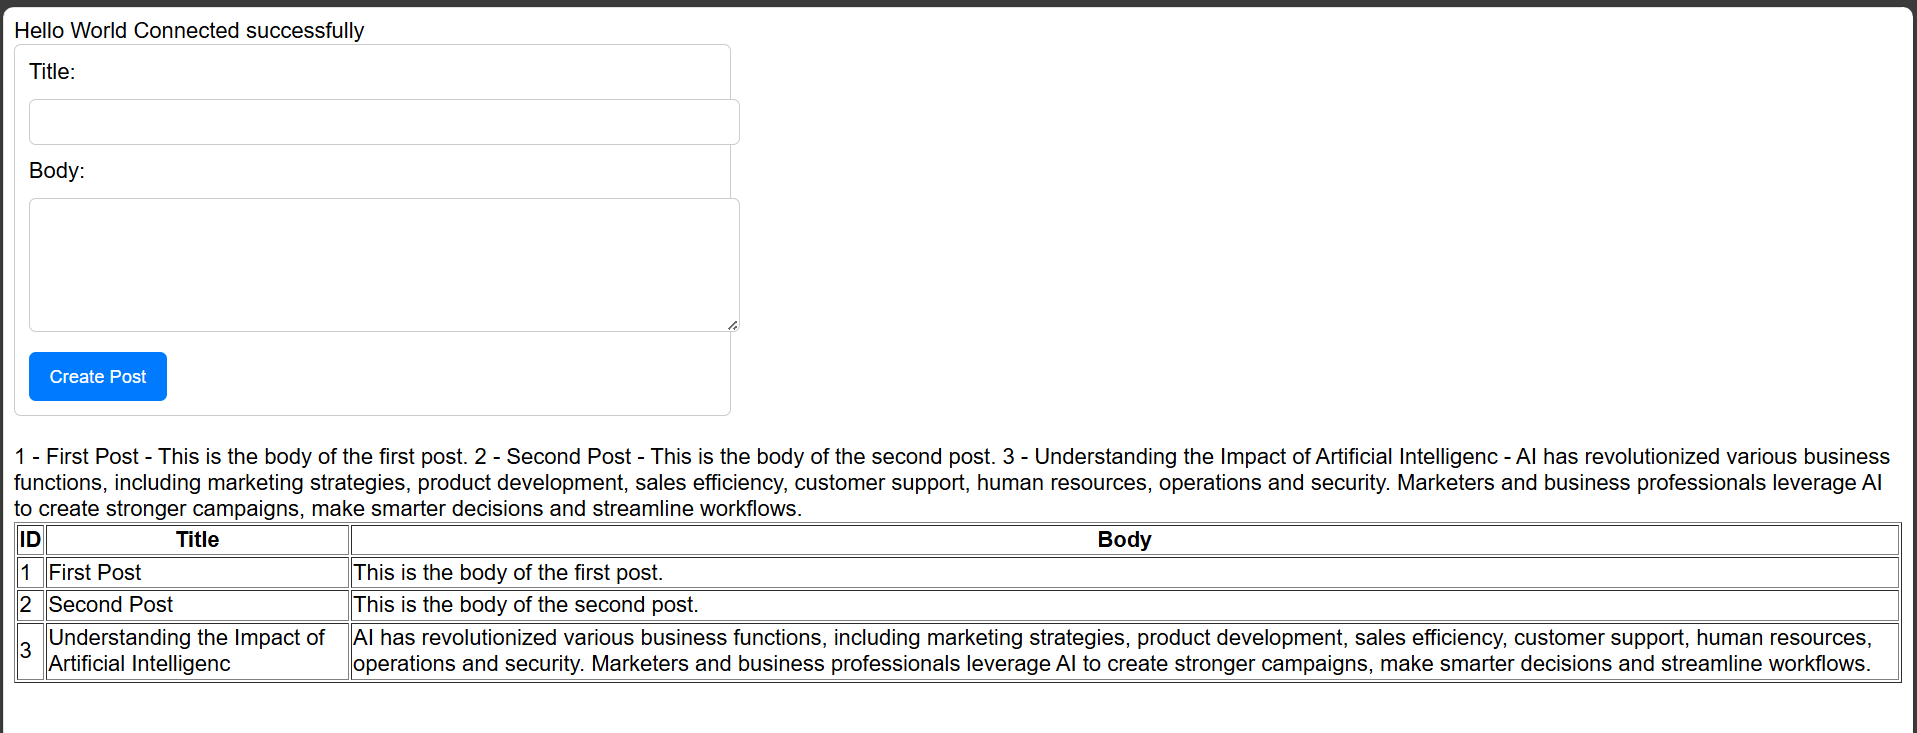 Hello World Connected successfully
Title:
Body:
Create Post
1 - First Post - This is the body of the first post. 2 - Second Post - This is the body of the second post. 3 - Understanding the Impact of Artificial Intelligenc - AI has revolutionized various business
functions, including marketing strategies, product development, sales efficiency, customer support, human resources, operations and security. Marketers and business professionals leverage AI
to create stronger campaigns, make smarter decisions and streamline workflows.
ID Title Body
1 First Post This is the body of the first post.
2 Second Post This is the body of the second post.
3 Understanding the Impact of
Artificial Intelligenc
AI has revolutionized various business functions, including marketing strategies, product development, sales efficiency, customer support, human resources,
operations and security. Marketers and business professionals leverage AI to create stronger campaigns, make smarter decisions and streamline workflows.